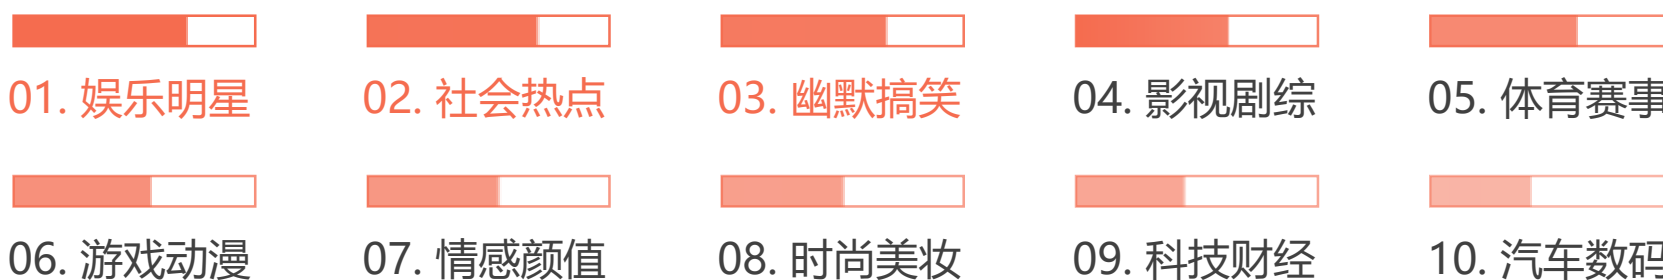 01. 娱乐明星
02. 社会热点
03. 幽默搞笑
04. 影视剧综
05. 体育赛事
06. 游戏动漫
07. 情感颜值
08. 时尚美妆
09. 科技财经
10. 汽车数码